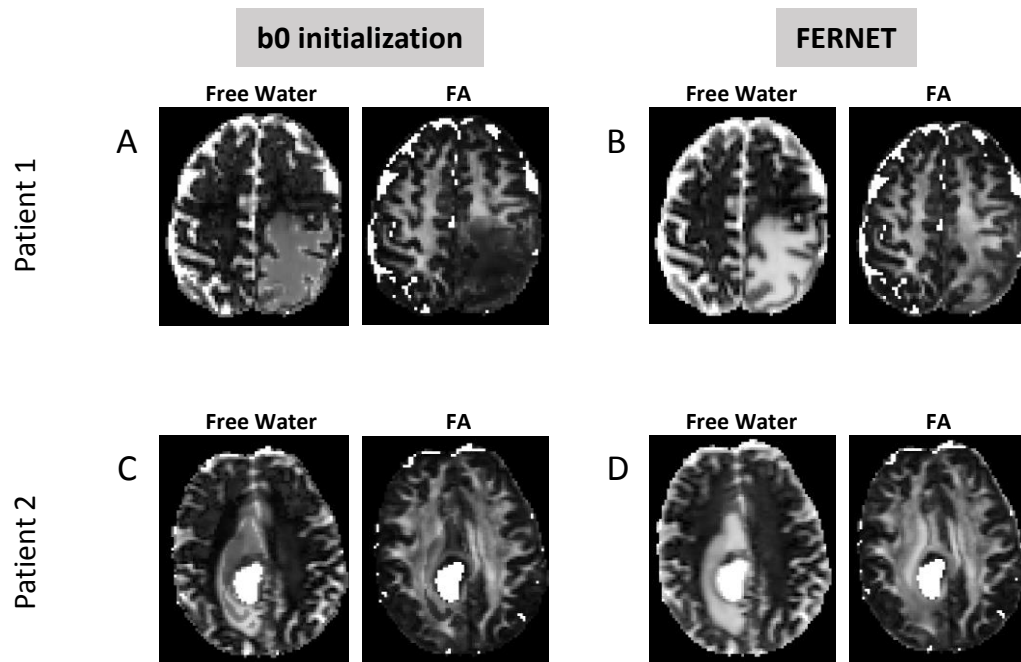 b0 initialization
FERNET
Patient 1
A
Free Water
FA
B
Free Water
FA
Patient 2
C
Free Water
FA
D
Free Water
FA